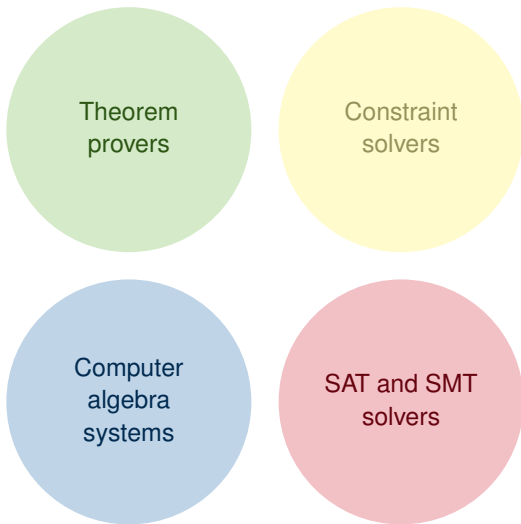 Theorem
provers
Constraint
solvers
Computer
algebra
systems
SAT and SMT
solvers